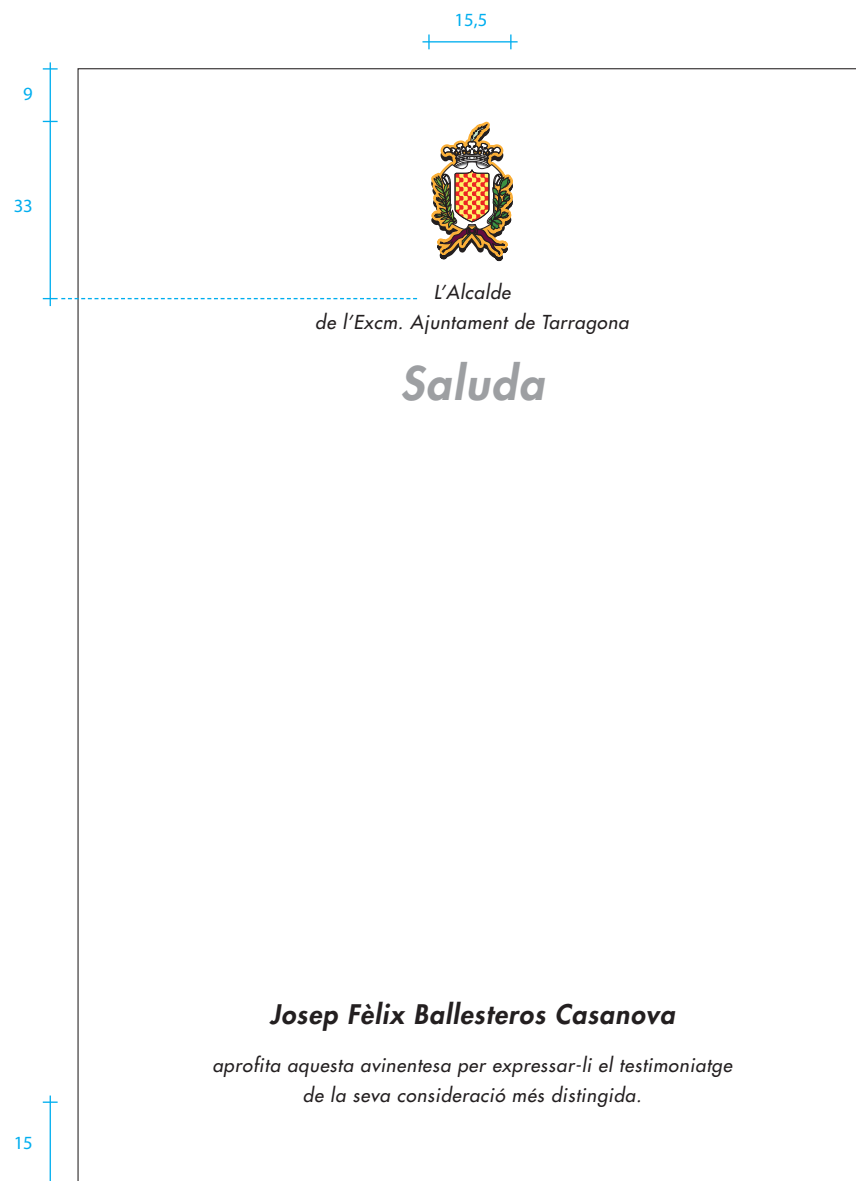 15,5
9
33
L’Alcalde
de l’Excm. Ajuntament de Tarragona
Saluda
Josep Fèlix Ballesteros Casanova
aprofita aquesta avinentesa per expressar-li el testimoniatge
de la seva consideració més distingida.
15